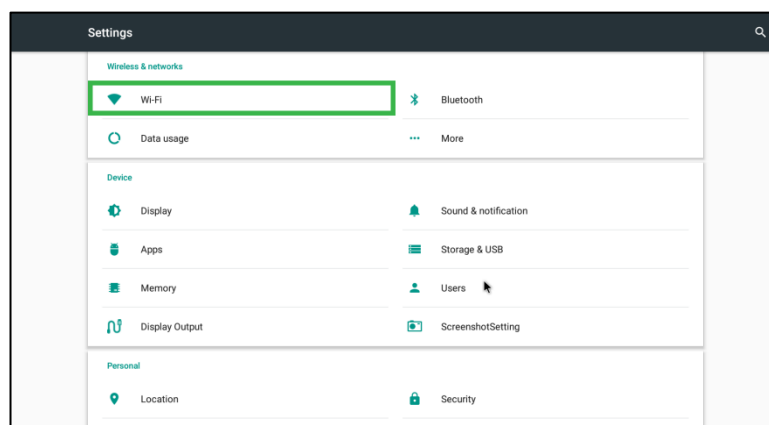 Settings
Wireless & networks
Wi-Fi
Bluetooth
Data usage
More
Device
Display
Sound & notification
Apps
Storage & USB
Memory
Users
Display Output
ScreenshotSetting
Personal
Location
Security